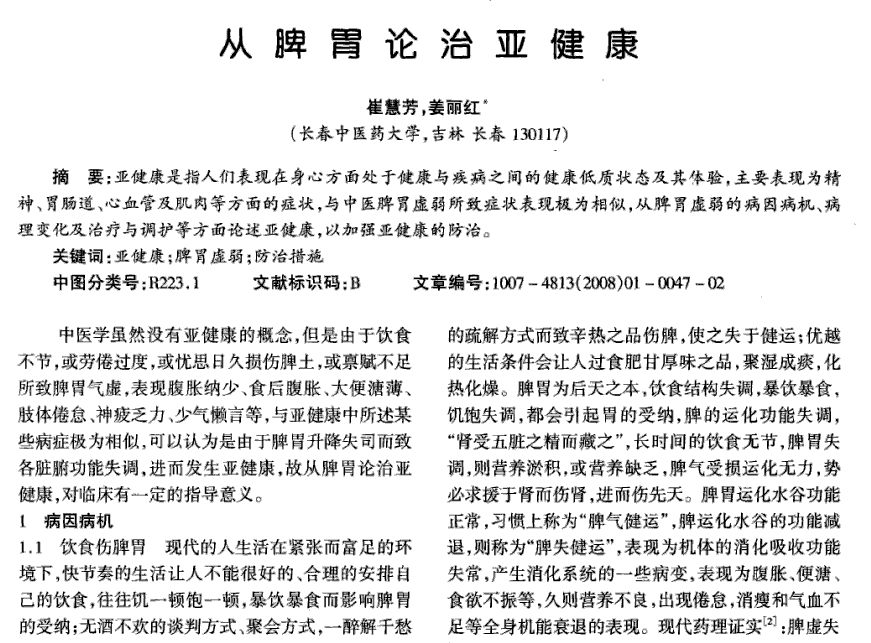 从脾胃论治亚健康
崔慧芳,姜丽红*
(长春中医药大学,吉林 长春 130117)
摘 要:亚健康是指人们表现在身心方面处于健康与疾病之间的健康低质状态及其体验,主要表现为精
神、胃肠道、心血管及肌肉等方面的症状,与中医脾胃虚弱所致症状表现极为相似,从脾胃虚弱的病因病机、病
理变化及治疗与调护等方面论述亚健康,以加强亚健康的防治。
关键词:亚健康;脾胃虚弱;防治措施
中图分类号:R223.1 文献标识码:B 文章编号:1007-4813(2008)01-0047-02
中医学虽然没有亚健康的概念,但是由于饮食
不节,或劳倦过度,或忧思日久损伤脾土,或禀赋不足
所致脾胃气虚,表现腹胀纳少、食后腹胀、大便溏薄、
肢体倦怠、神疲乏力、少气懒言等,与亚健康中所述某
些病症极为相似,可以认为是由于脾胃升降失司而致
各脏腑功能失调,进而发生亚健康,故从脾胃论治亚
健康,对临床有一定的指导意义。
1 病因病机
1.1 饮食伤脾胃 现代的人生活在紧张而富足的环
境下,快节奏的生活让人不能很好的、合理的安排自
己的饮食,往往饥一顿饱一顿,暴饮暴食而影响脾胃
的受纳;无酒不欢的谈判方式、聚会方式,一醉解千愁
的疏解方式而致辛热之品伤脾,使之失于健运;优越
的生活条件会让人过食肥甘厚味之品,聚湿成痰,化
热化燥。脾胃为后天之本,饮食结构失调,暴饮暴食,
饥饱失调,都会引起胃的受纳,脾的运化功能失调,
“肾受五脏之精而藏之”,长时间的饮食无节,脾胃失
调,则营养淤积,或营养缺乏,脾气受损运化无力,势
必求援于肾而伤肾,进而伤先天。脾胃运化水谷功能
正常,习惯上称为“脾气健运”,脾运化水谷的功能减
退,则称为“脾失健运”,表现为机体的消化吸收功能
失常,产生消化系统的一些病变,表现为腹胀、便溏、
食欲不振等,久则营养不良,出现倦怠,消瘦和气血不
足等全身机能衰退的表现。现代药理证实[2]:脾虚失